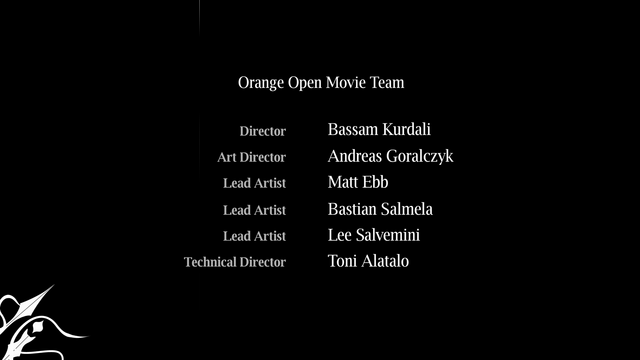 Orange Open Movie Team
Director Bassam Kurdali
Art Director Andreas Goralczyk
Lead Artist Matt Ebb
Lead Artist Bastian Salmela
Lead Artist Lee Salvemini
Technical Director Toni Alatalo